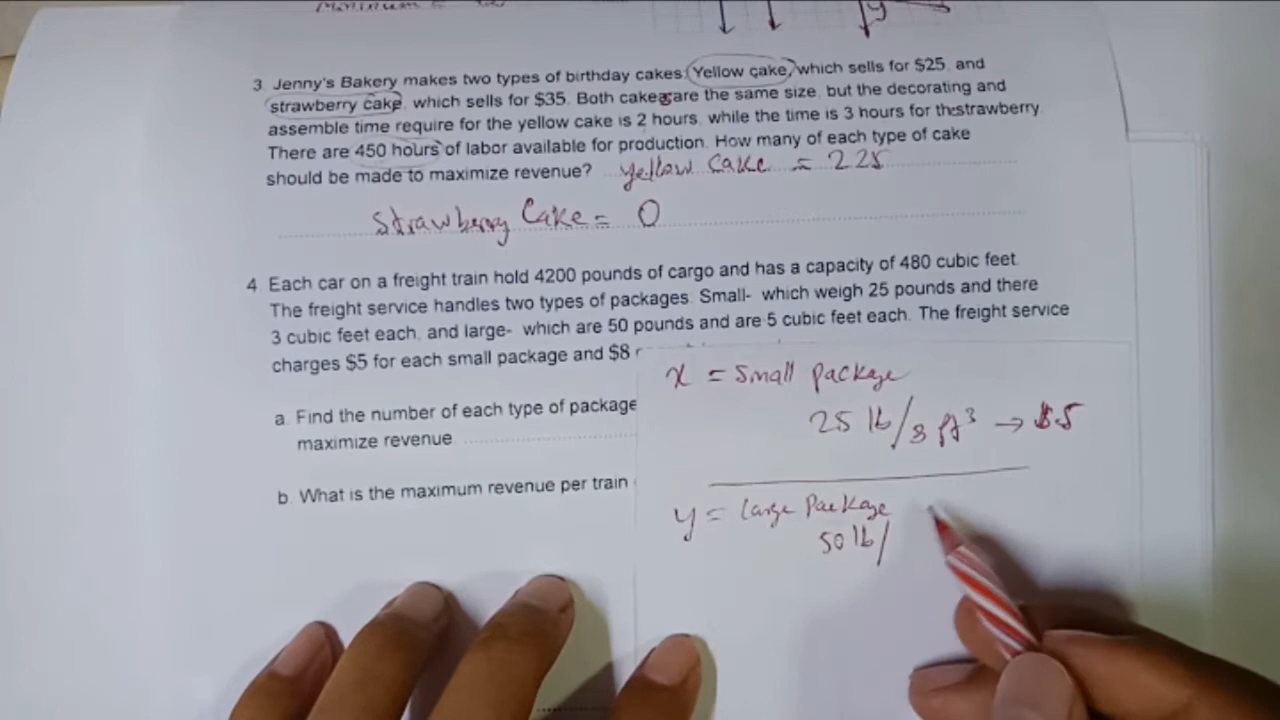 3 Jenny's Bakery makes two types of birthday cakes Yellow cake, which sells for $25, and
strawberry cake, which sells for $35. Both cakes are the same size, but the decorating and
assemble time require for the yellow cake is 2 hours, while the time is 3 hours for the strawberry.
There are 450 hours of labor available for production. How many of each type of cake
should be made to maximize revenue? yellow cake = 225
Strawberry Cake = 0
4. Each car on a freight train hold 4200 pounds of cargo and has a capacity of 480 cubic feet.
The freight service handles two types of packages: Small- which weigh 25 pounds and there
3 cubic feet each, and large- which are 50 pounds and are 5 cubic feet each. The freight service
charges $5 for each small package and $8
x = Small package
a. Find the number of each type of package
25 lb/3 ft³ → $5
maximize revenue
b. What is the maximum revenue per train
y = Large Package
50 lb/